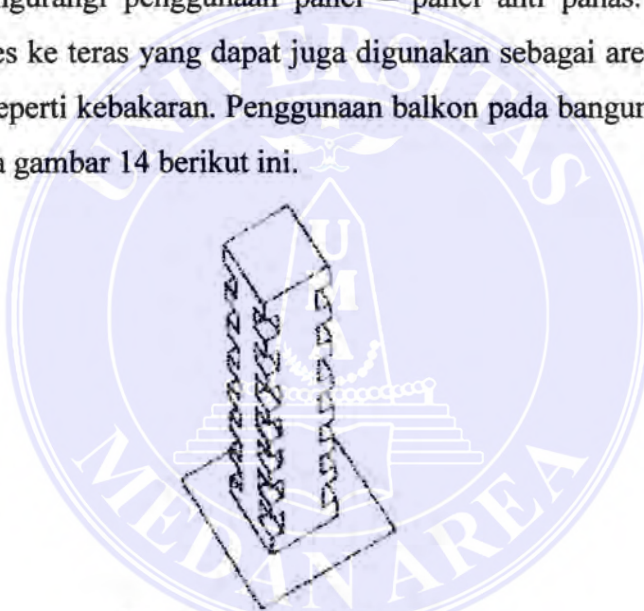 ngurangi penggunaan panel – panel anti panas.
es ke teras yang dapat juga digunakan sebagai are
eperti kebakaran. Penggunaan balkon pada bangun
a gambar 14 berikut ini.
UNIVERSITAS
UMA
MEDAN AREA